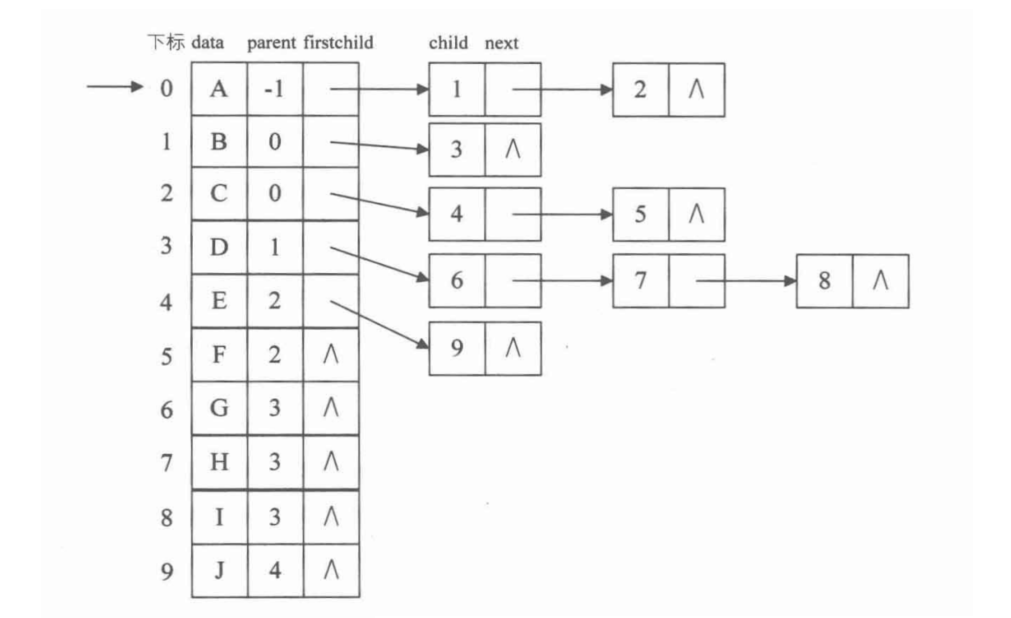 下标 data parent firstchild child next
0 A -1 1 2 Λ
1 B 0 3 Λ
2 C 0 4 5 Λ
3 D 1 6 7 8 Λ
4 E 2 9 Λ
5 F 2 Λ
6 G 3 Λ
7 H 3 Λ
8 I 3 Λ
9 J 4 Λ